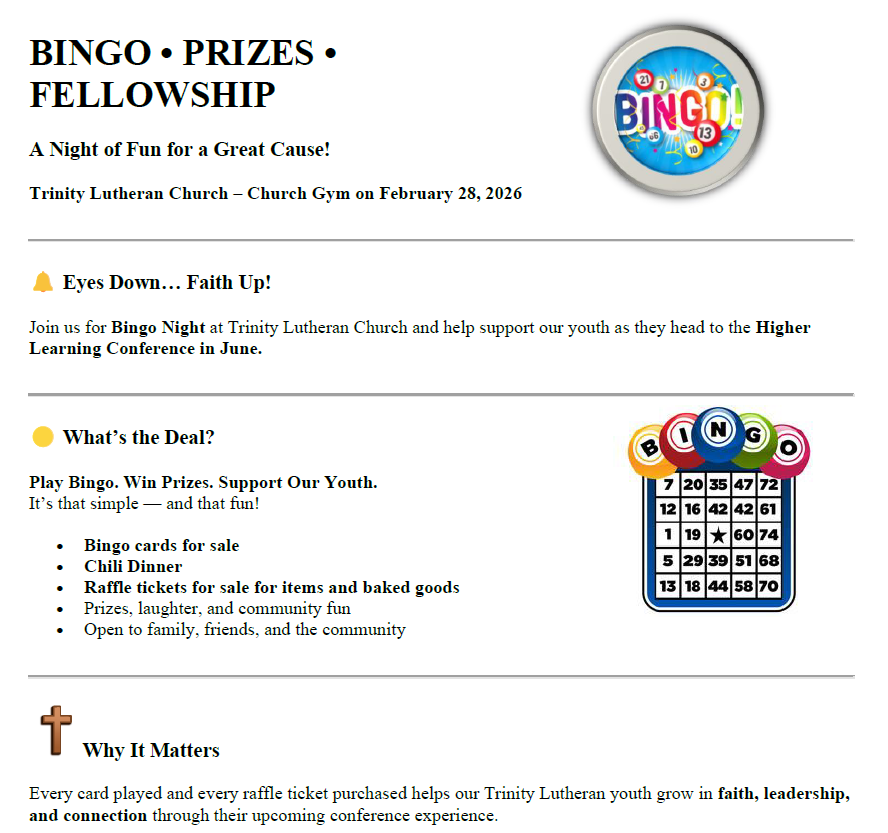 BINGO • PRIZES •
FELLOWSHIP
21 7 3
BINGO!
66 13
10
A Night of Fun for a Great Cause!
Trinity Lutheran Church – Church Gym on February 28, 2026
Eyes Down… Faith Up!
Join us for Bingo Night at Trinity Lutheran Church and help support our youth as they head to the Higher
Learning Conference in June.
What’s the Deal?
Play Bingo. Win Prizes. Support Our Youth.
It’s that simple — and that fun!
• Bingo cards for sale
• Chili Dinner
• Raffle tickets for sale for items and baked goods
• Prizes, laughter, and community fun
• Open to family, friends, and the community
B I N G O
7 20 35 47 72
12 16 42 42 61
1 19 ★ 60 74
5 29 39 51 68
13 18 44 58 70
Why It Matters
Every card played and every raffle ticket purchased helps our Trinity Lutheran youth grow in faith, leadership,
and connection through their upcoming conference experience.